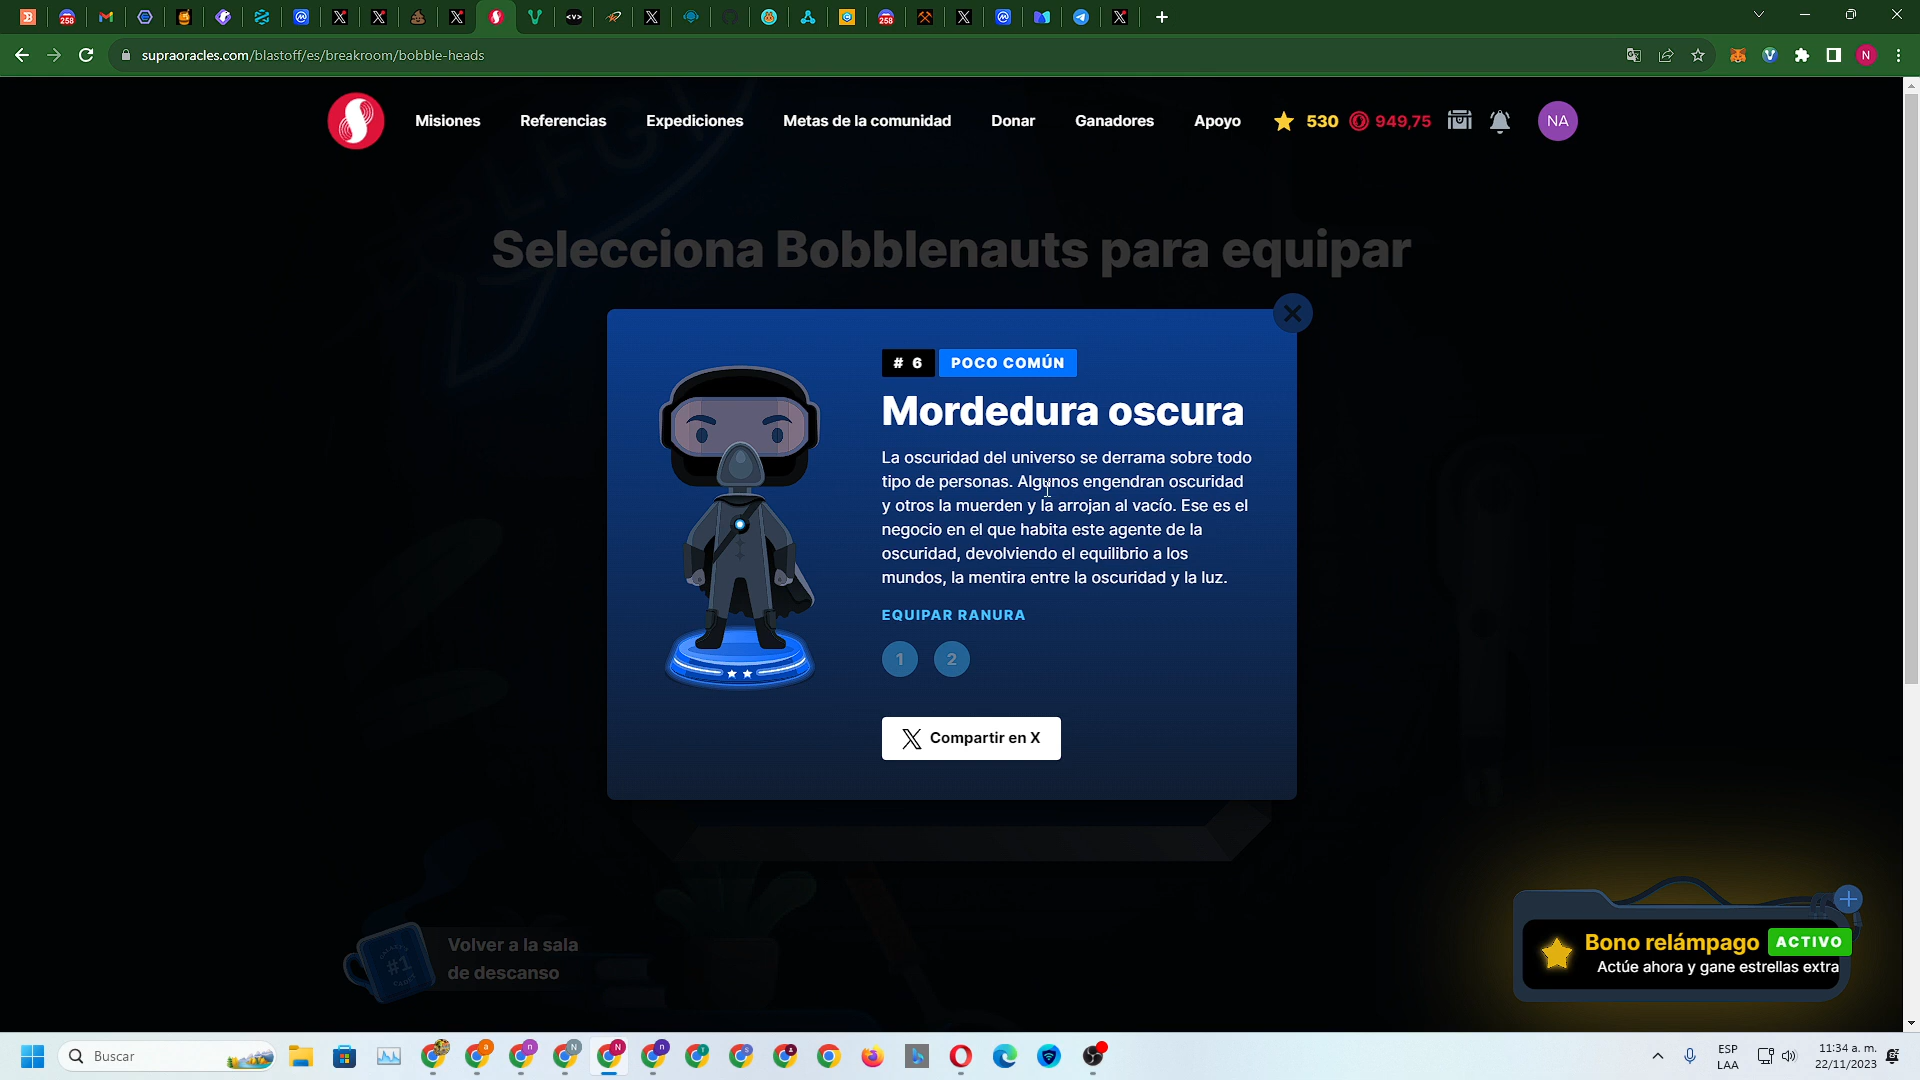 supraoracles.com/blastoff/es/breakroom/bobble-heads
N
Misiones
Referencias
Expediciones
Metas de la comunidad
Donar
Ganadores
Apoyo
530
949,75
NA
Selecciona Bobblenauts para equipar
# 6
POCO COMÚN
Mordedura oscura
La oscuridad del universo se derrama sobre todo
tipo de personas. Algunos engendran oscuridad
y otros la muerden y la arrojan al vacío. Ese es el
negocio en el que habita este agente de la
oscuridad, devolviendo el equilibrio a los
mundos, la mentira entre la oscuridad y la luz.
EQUIPAR RANURA
1 2
Compartir en X
#1
Volver a la sala
de descanso
Bono relámpago
ACTIVO
Actúe ahora y gane estrellas extra
Buscar
ESP
LAA
11:34 a. m.
22/11/2023